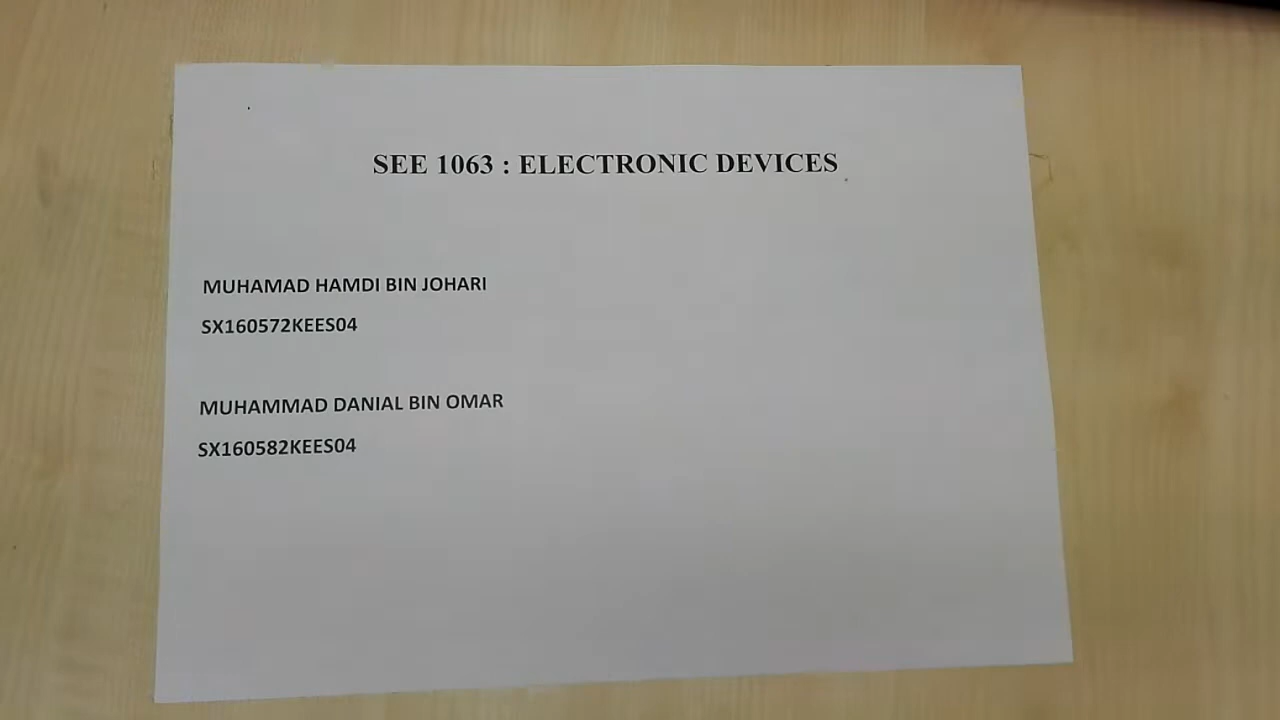 SEE 1063 : ELECTRONIC DEVICES
MUHAMAD HAMDI BIN JOHARI
SX160572KEES04
MUHAMMAD DANIAL BIN OMAR
SX160582KEES04